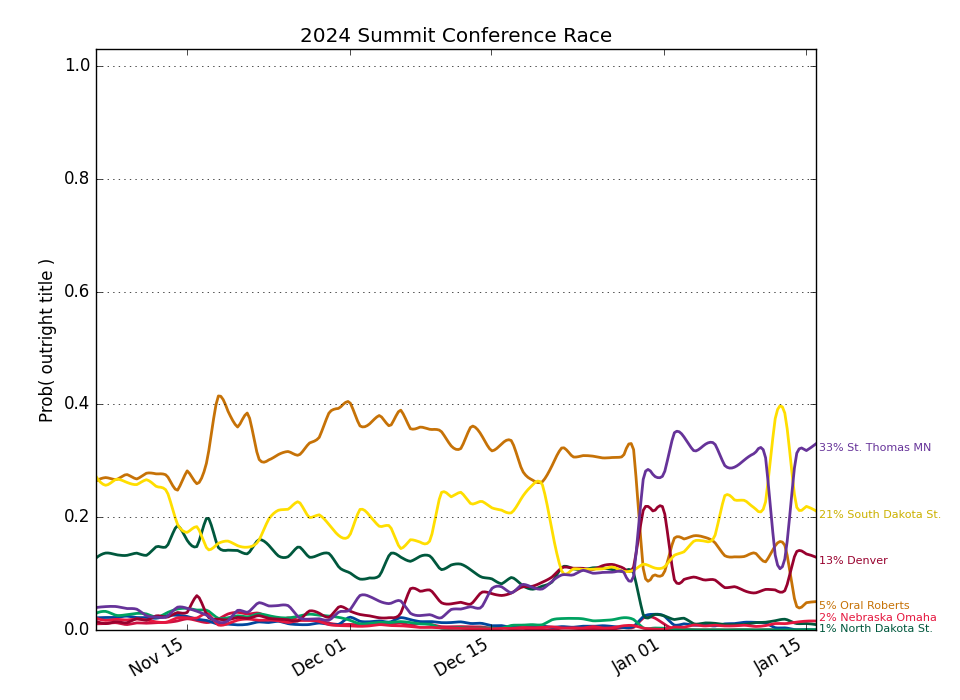 2024 Summit Conference Race
Prob( outright title )
1.0
0.8
0.6
0.4
0.2
0.0
Nov 15
Dec 01
Dec 15
Jan 01
Jan 15
33% St. Thomas MN
21% South Dakota St.
13% Denver
5% Oral Roberts
2% Nebraska Omaha
1% North Dakota St.